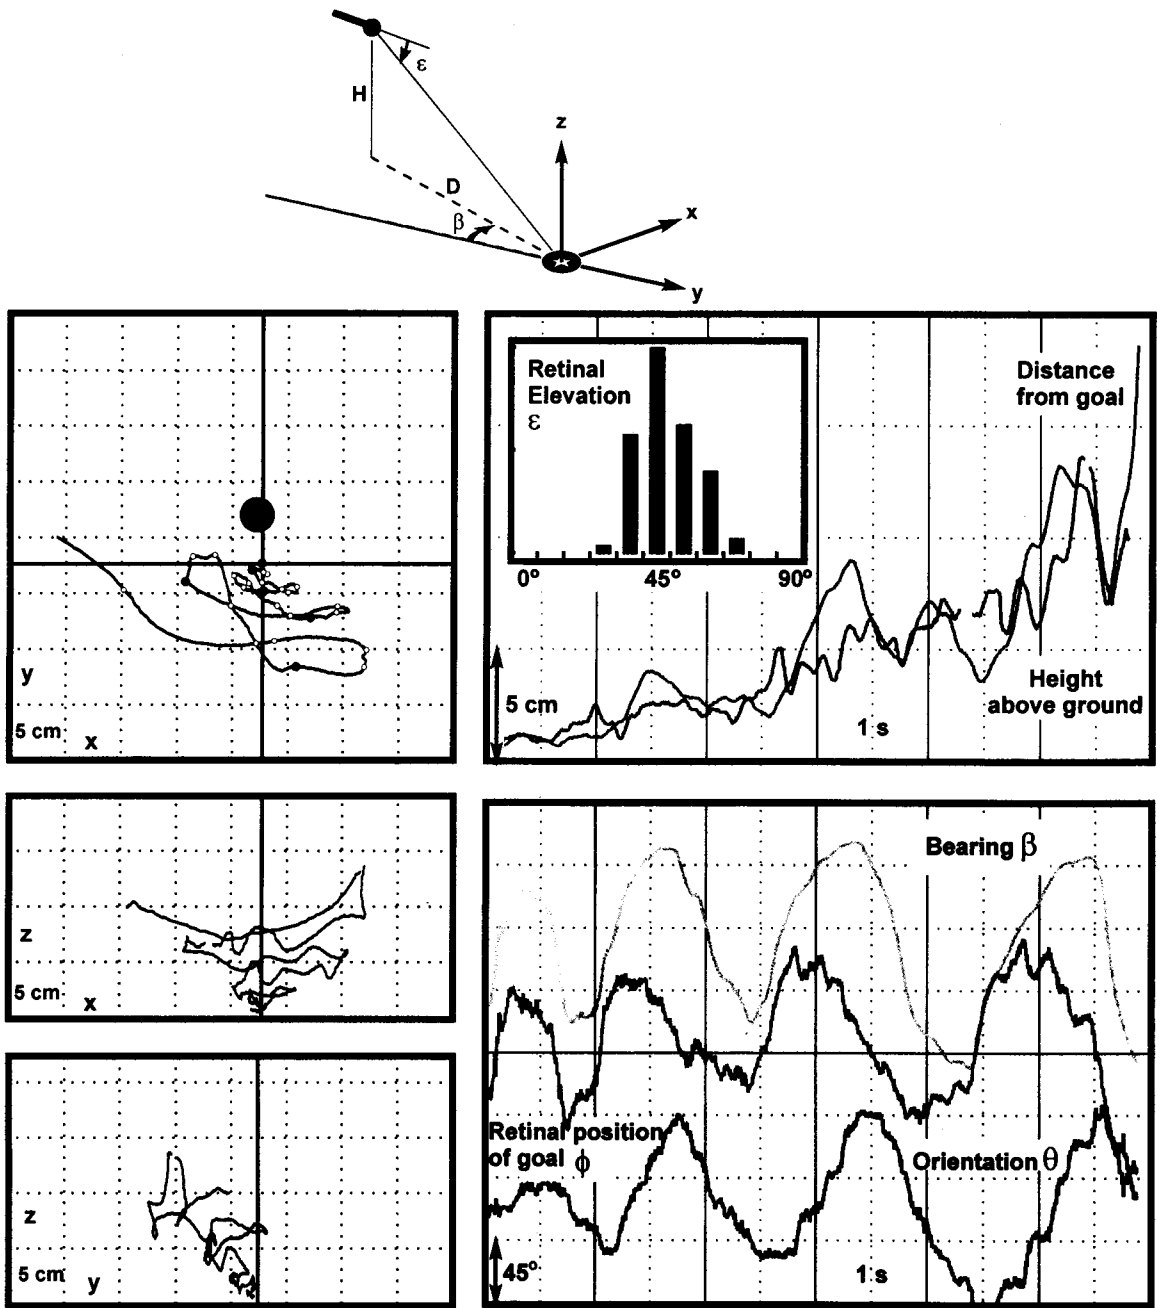 ε
H
z
D
x
β
y
Retinal
Elevation
ε
0° 45° 90°
Distance
from goal
y
5 cm x
5 cm
Height
above ground
1 s
z
5 cm x
Bearing β
Retinal position
of goal ϕ
Orientation θ
z
5 cm y
45°
1 s